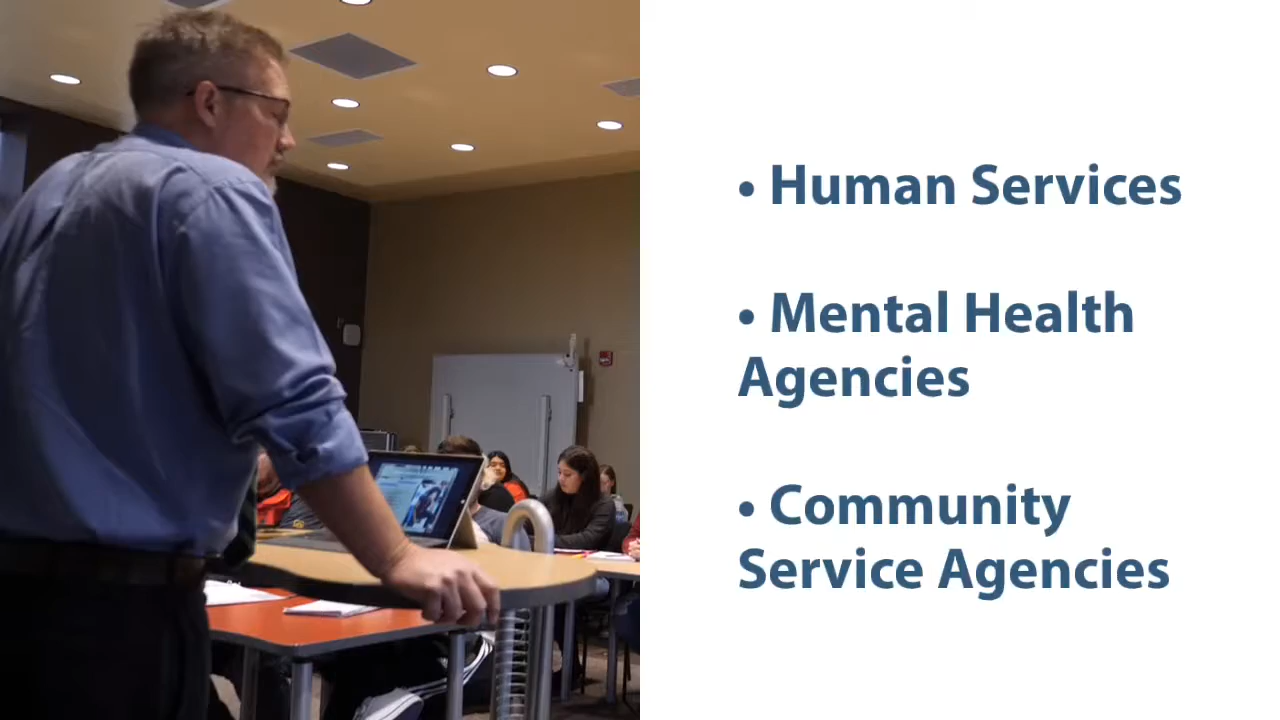 • Human Services
• Mental Health
Agencies
• Community
Service Agencies